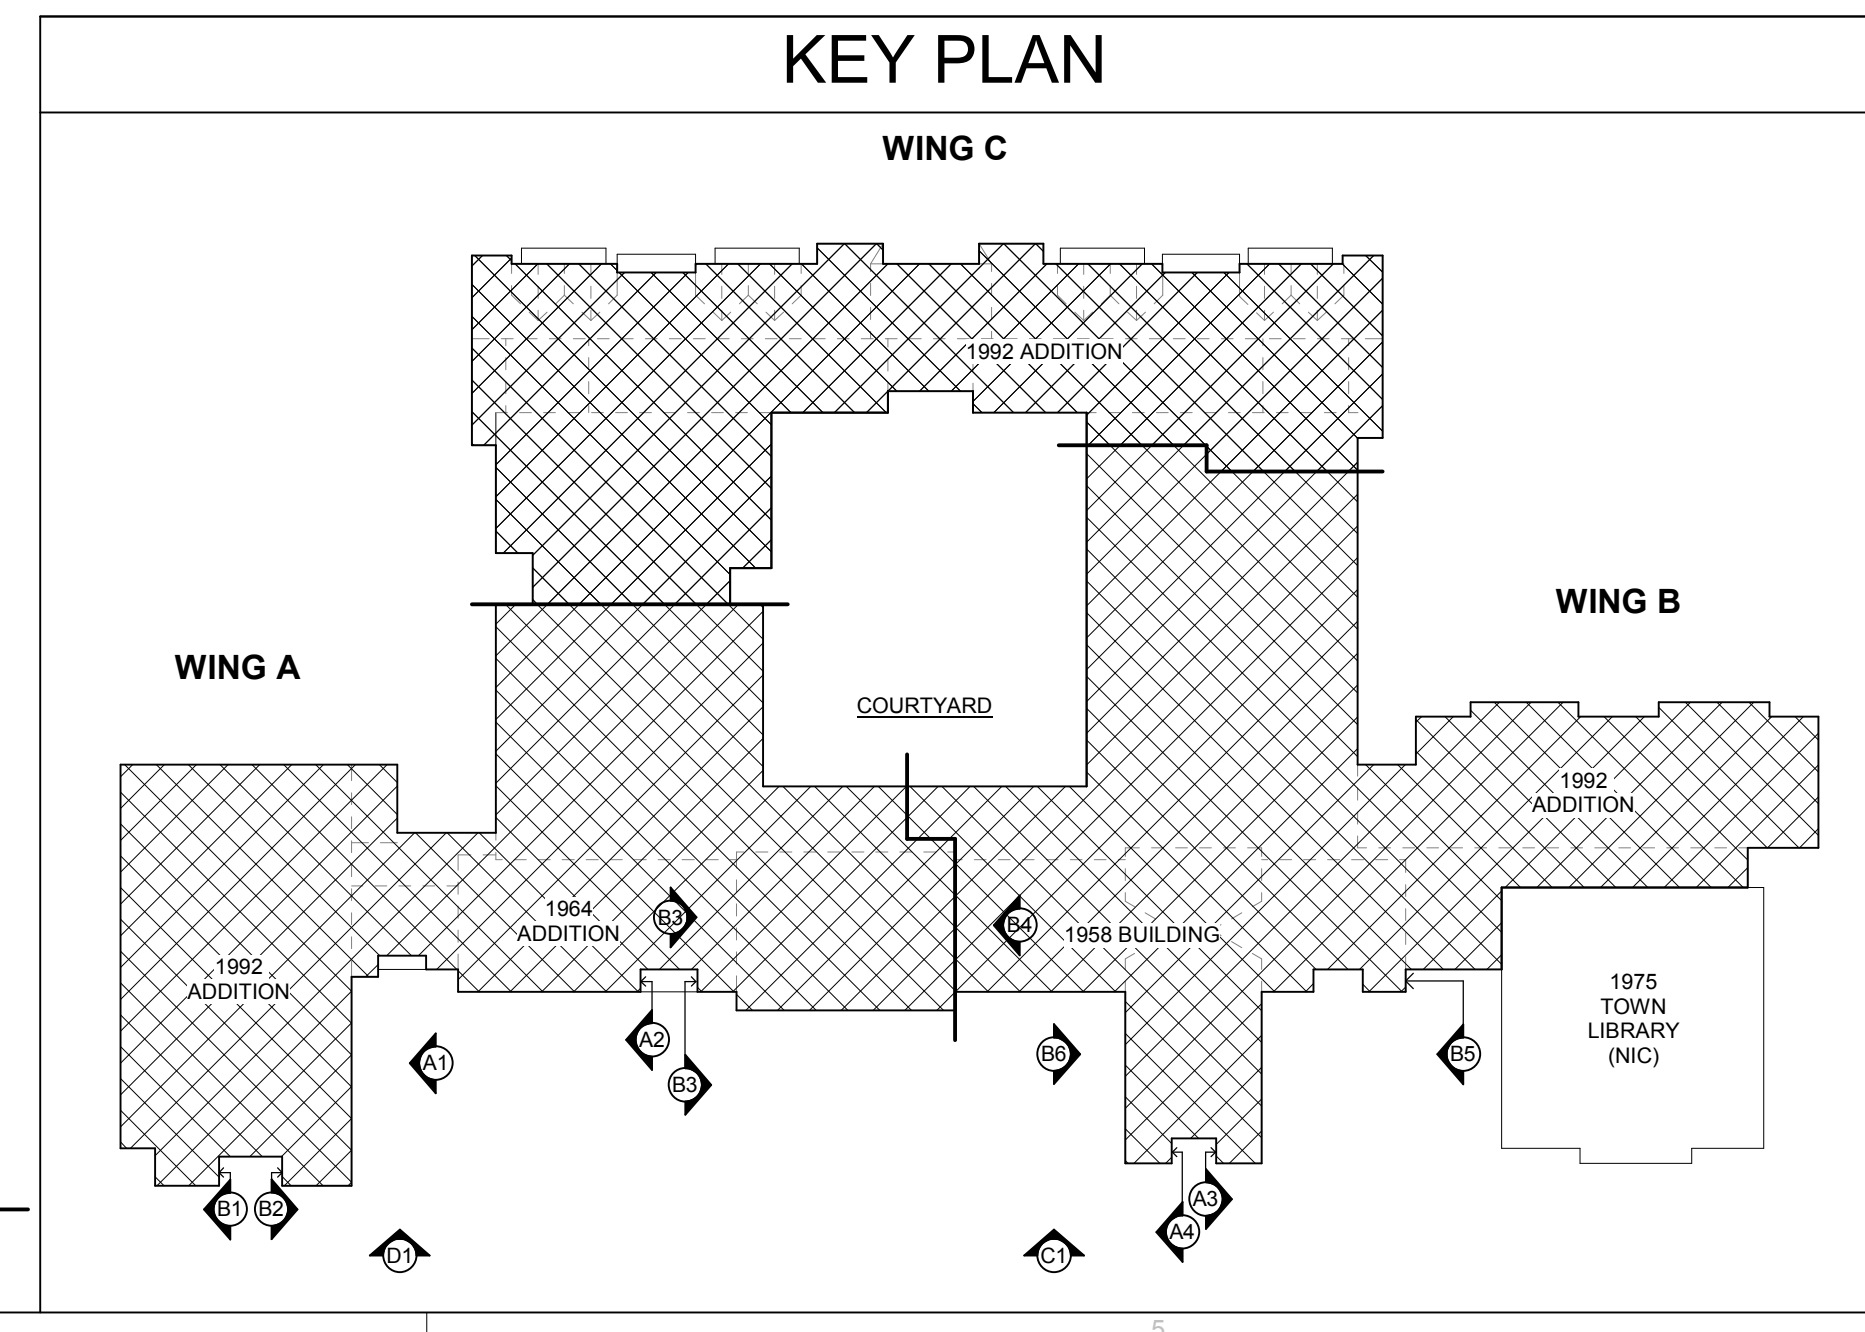 KEY PLAN
WING C
1992 ADDITION
WING B
WING A
COURTYARD
1992
ADDITION
1964
ADDITION
B3
B4
1958 BUILDING
1992
ADDITION
1975
TOWN
LIBRARY
(NIC)
A1
A2
B3
B6
B5
B1
B2
A3
A4
D1
C1
5